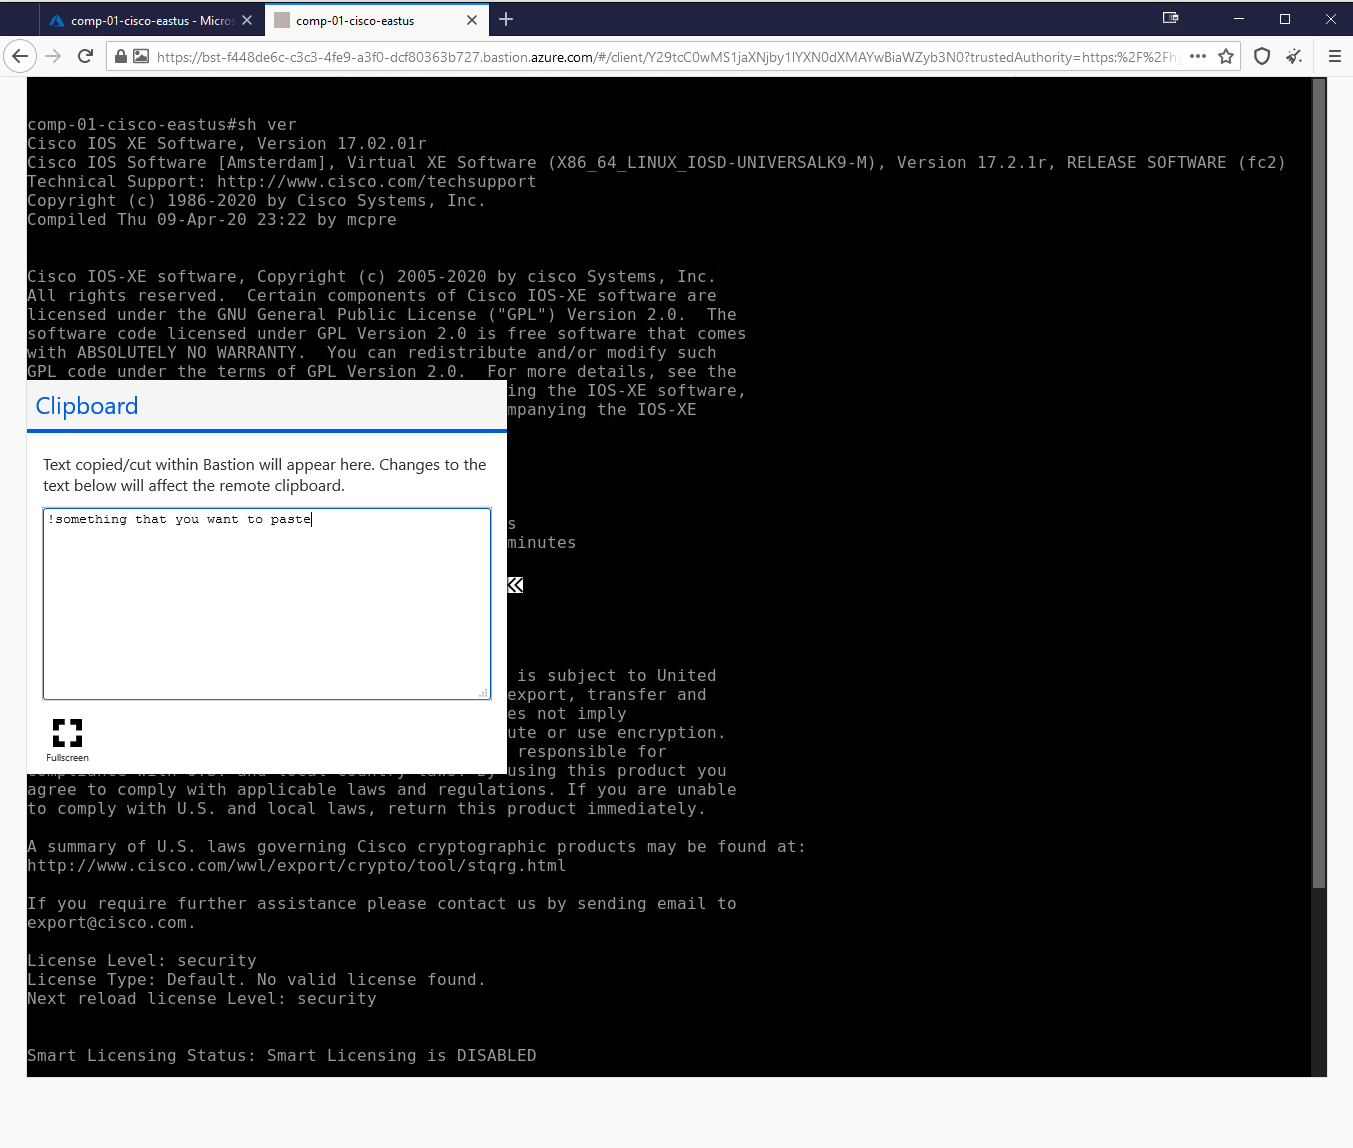 comp-01-cisco-eastus - Micros
comp-01-cisco-eastus
https://bst-f448de6c-c3c3-4fe9-a3f0-dcf80363b727.bastion.azure.com/#/client/Y29tcC0wMS1jaXNjby1lYXN0dXMAYwBiaWZyb3N0?trustedAuthority=https:%2F%2Fhy
comp-01-cisco-eastus#sh ver
Cisco IOS XE Software, Version 17.02.01r
Cisco IOS Software [Amsterdam], Virtual XE Software (X86_64_LINUX_IOSD-UNIVERSALK9-M), Version 17.2.1r, RELEASE SOFTWARE (fc2)
Technical Support: http://www.cisco.com/techsupport
Copyright (c) 1986-2020 by Cisco Systems, Inc.
Compiled Thu 09-Apr-20 23:22 by mcpre
Cisco IOS-XE software, Copyright (c) 2005-2020 by cisco Systems, Inc.
All rights reserved.  Certain components of Cisco IOS-XE software are
licensed under the GNU General Public License ("GPL") Version 2.0.  The
software code licensed under GPL Version 2.0 is free software that comes
with ABSOLUTELY NO WARRANTY.  You can redistribute and/or modify such
GPL code under the terms of GPL Version 2.0.  For more details, see the
ing the IOS-XE software,
mpanying the IOS-XE
Clipboard
Text copied/cut within Bastion will appear here. Changes to the
text below will affect the remote clipboard.
!something that you want to paste
s
minutes
is subject to United
export, transfer and
es not imply
ute or use encryption.
responsible for
Fullscreen
compliance with U.S. and local country laws. By using this product you
agree to comply with applicable laws and regulations. If you are unable
to comply with U.S. and local laws, return this product immediately.
A summary of U.S. laws governing Cisco cryptographic products may be found at:
http://www.cisco.com/wwl/export/crypto/tool/stqrg.html
If you require further assistance please contact us by sending email to
export@cisco.com.
License Level: security
License Type: Default. No valid license found.
Next reload license Level: security
Smart Licensing Status: Smart Licensing is DISABLED